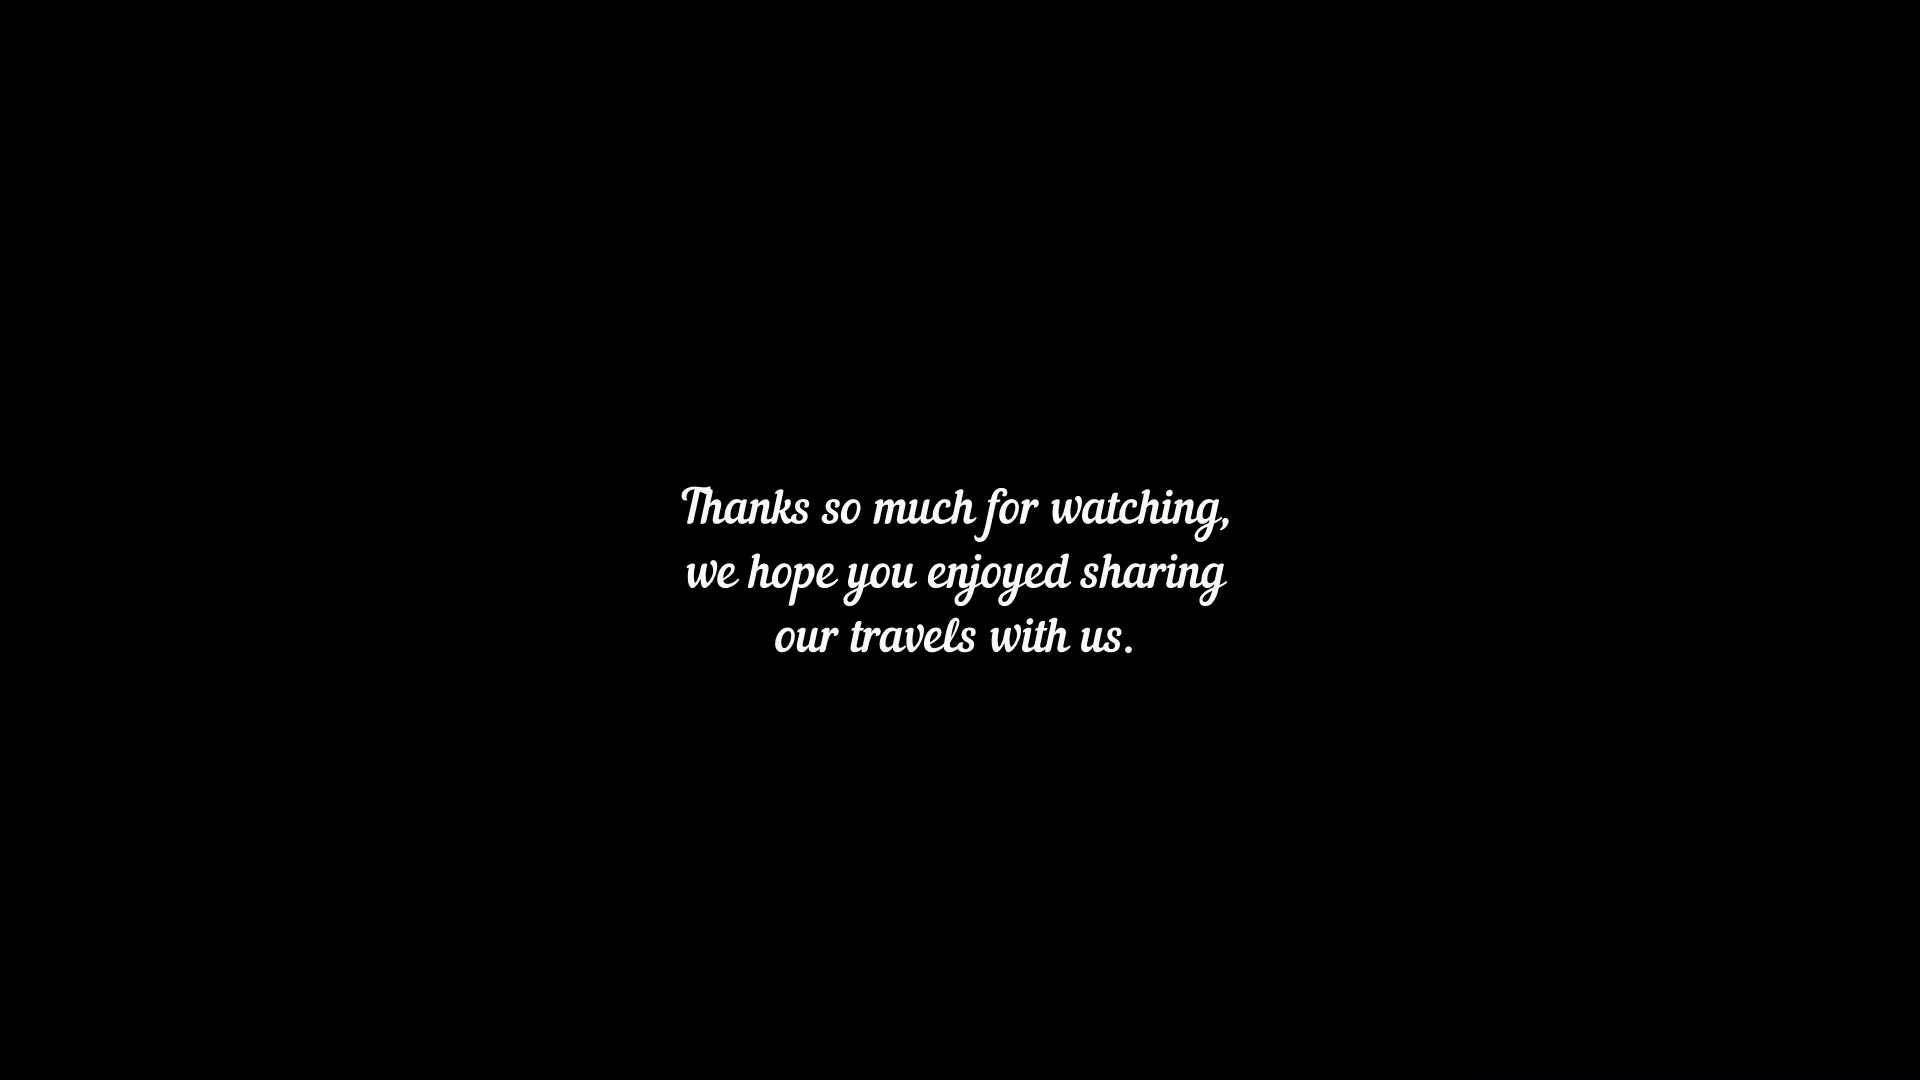 Thanks so much for watching,
we hope you enjoyed sharing
our travels with us.